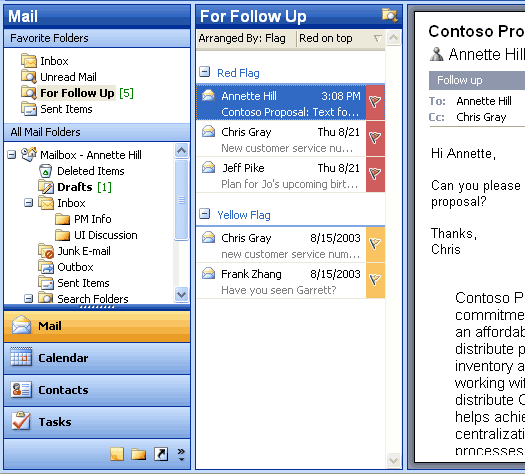 Mail
Favorite Folders
Inbox
Unread Mail
For Follow Up [5]
Sent Items
All Mail Folders
Mailbox - Annette Hill
Deleted Items
Drafts [1]
Inbox
PM Info
UI Discussion
Junk E-mail
Outbox
Sent Items
Search Folders
Mail
Calendar
Contacts
Tasks
For Follow Up
Arranged By: Flag Red on top
Red Flag
Annette Hill 3:08 PM
Contoso Proposal: Text fo...
Chris Gray Thu 8/21
New customer service nu...
Jeff Pike Thu 8/21
Plan for Jo's upcoming birt...
Yellow Flag
Chris Gray 8/15/2003
new customer service num...
Frank Zhang 8/15/2003
Have you seen Garrett?
Contoso Pro
Annette Hill
Follow up
To: Annette Hill
Cc: Chris Gray
Hi Annette,
Can you please
proposal?
Thanks,
Chris
Contoso P
commitme
an affordab
distribute p
inventory a
working wi
distribute C
helps achie
centralizati
processes